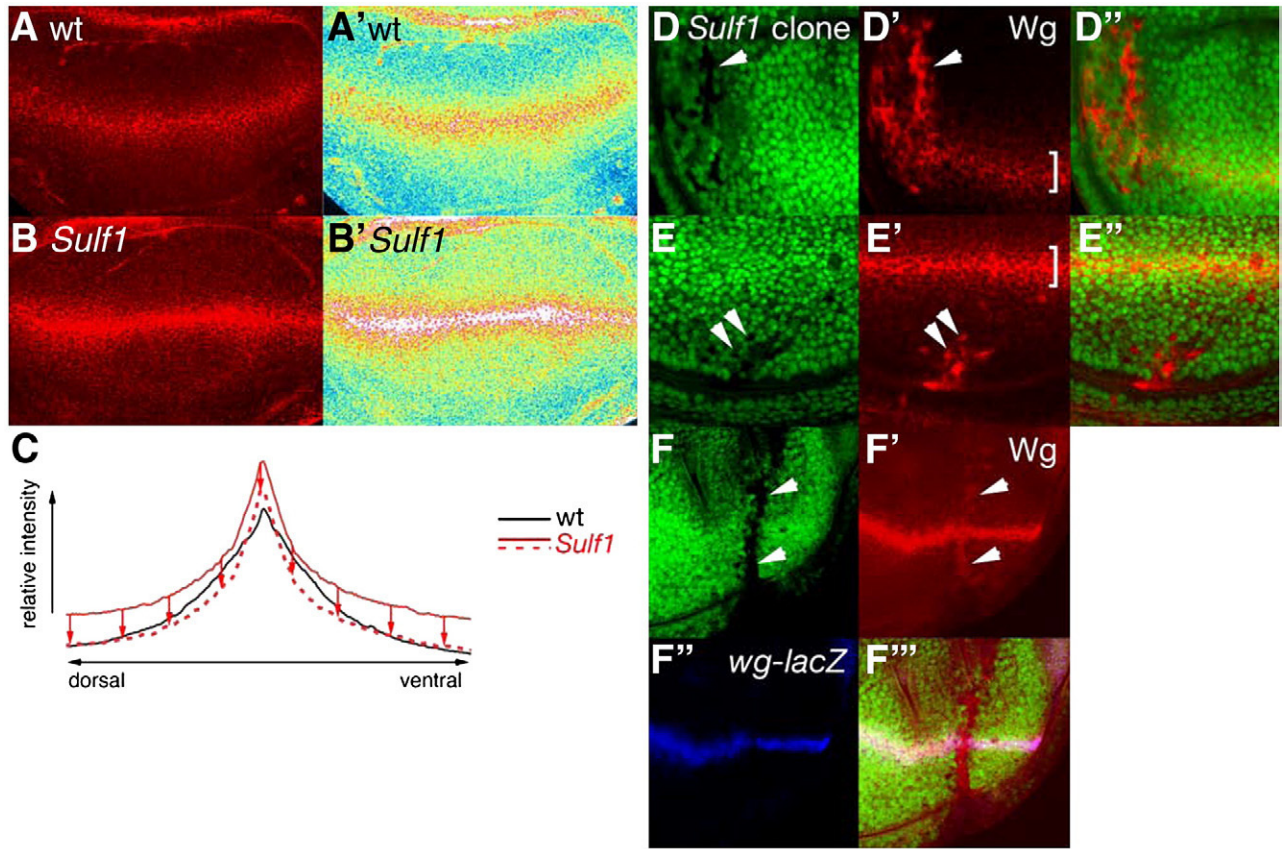 A wt
A’ wt
B Sulf1
B’ Sulf1
C
relative intensity
wt
Sulf1
dorsal
ventral
D Sulf1 clone
D’ Wg
D’’
E
E’
E’’
F
F’ Wg
F’’ wg-lacZ
F’’’